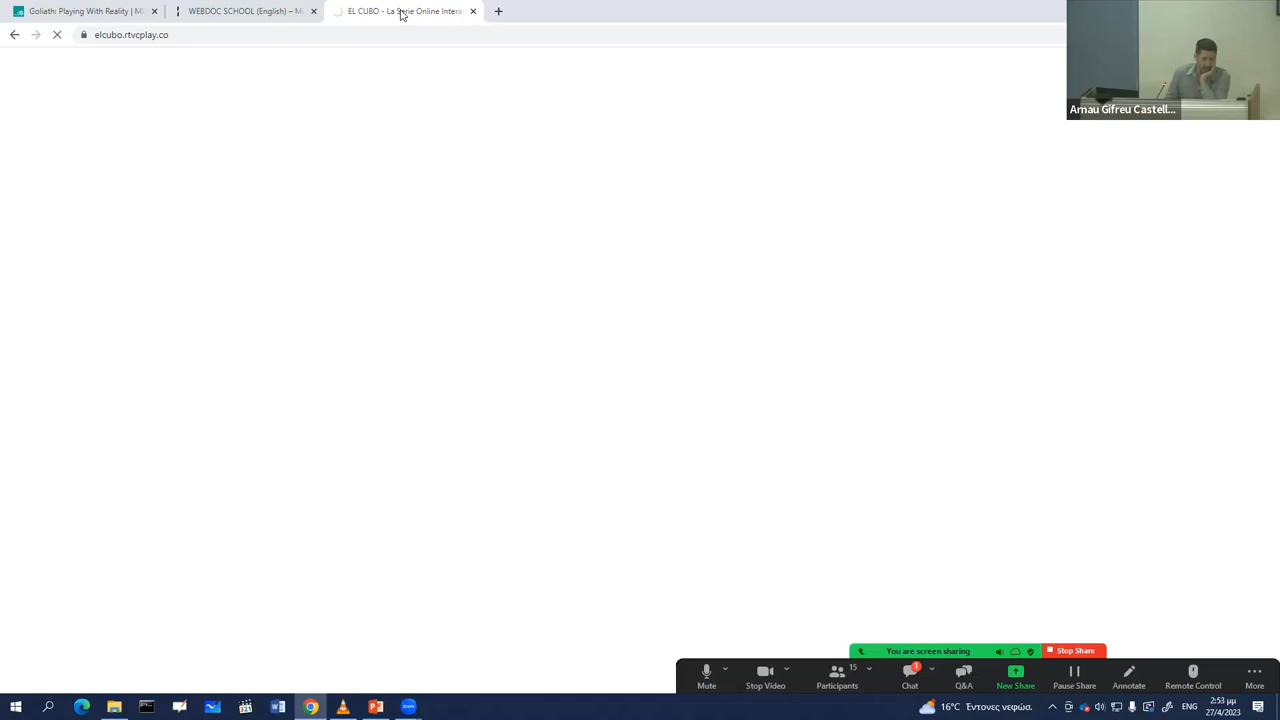 Goliath: Playing With Reality | M
WEBDOC SCHOOL (English) – M
EL CUBO - La Serie Online Intera
elcubo.rtvcplay.co
Arnau Gifreu Castell...
You are screen sharing
Stop Share
Mute
Stop Video
15
Participants
1
Chat
Q&A
New Share
Pause Share
Annotate
Remote Control
More
16°C Έντονες νεφώσ.
ΕΝΑ
2:53 μμ
27/4/2023